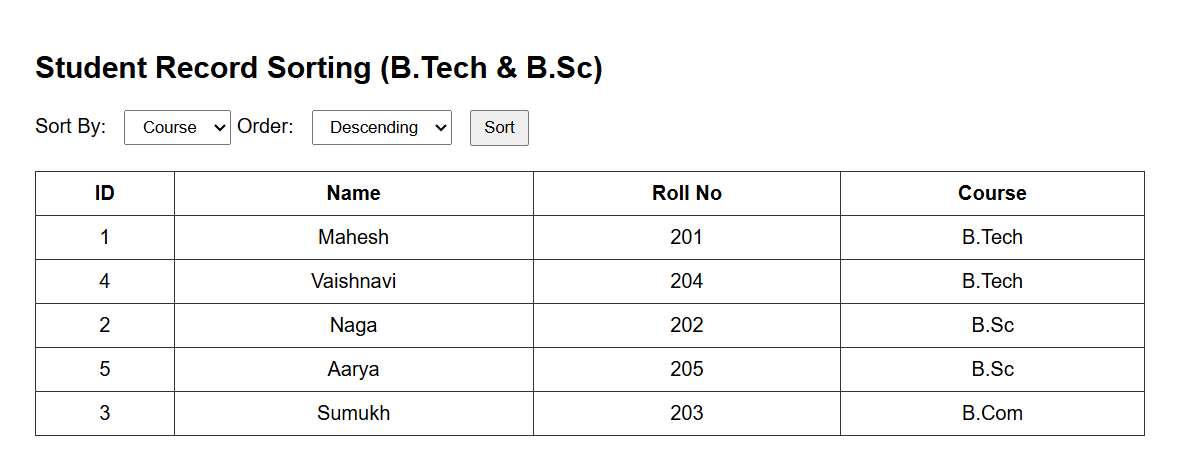 Student Record Sorting (B.Tech & B.Sc)
Sort By: Course Order: Descending Sort
ID Name Roll No Course
1 Mahesh 201 B.Tech
4 Vaishnavi 204 B.Tech
2 Naga 202 B.Sc
5 Aarya 205 B.Sc
3 Sumukh 203 B.Com